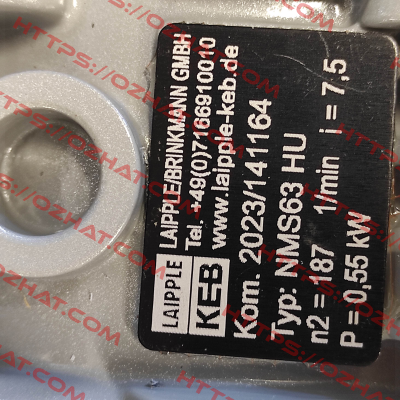 LAIPPLE
KEB
LAIPPLE/BRINKMANN GMBH
Tel. +49(0)7166910010
www.laipple-keb.de
Kom. 2023/141164
Typ: NMS63 HU
n2 = 187 1/min i = 7,5
P = 0,55 kW
HTTPS://OZHAT.COM